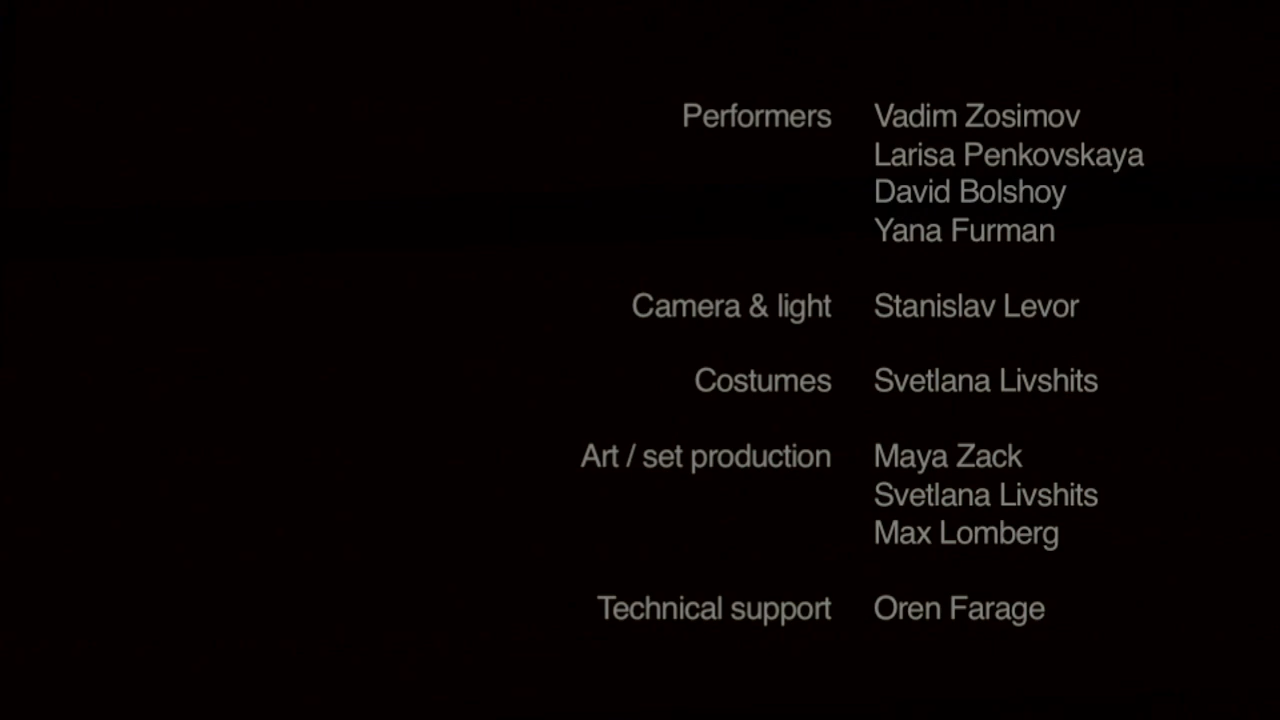 Performers Vadim Zosimov
Larisa Penkovskaya
David Bolshoy
Yana Furman
Camera & light Stanislav Levor
Costumes Svetlana Livshits
Art / set production Maya Zack
Svetlana Livshits
Max Lomberg
Technical support Oren Farage